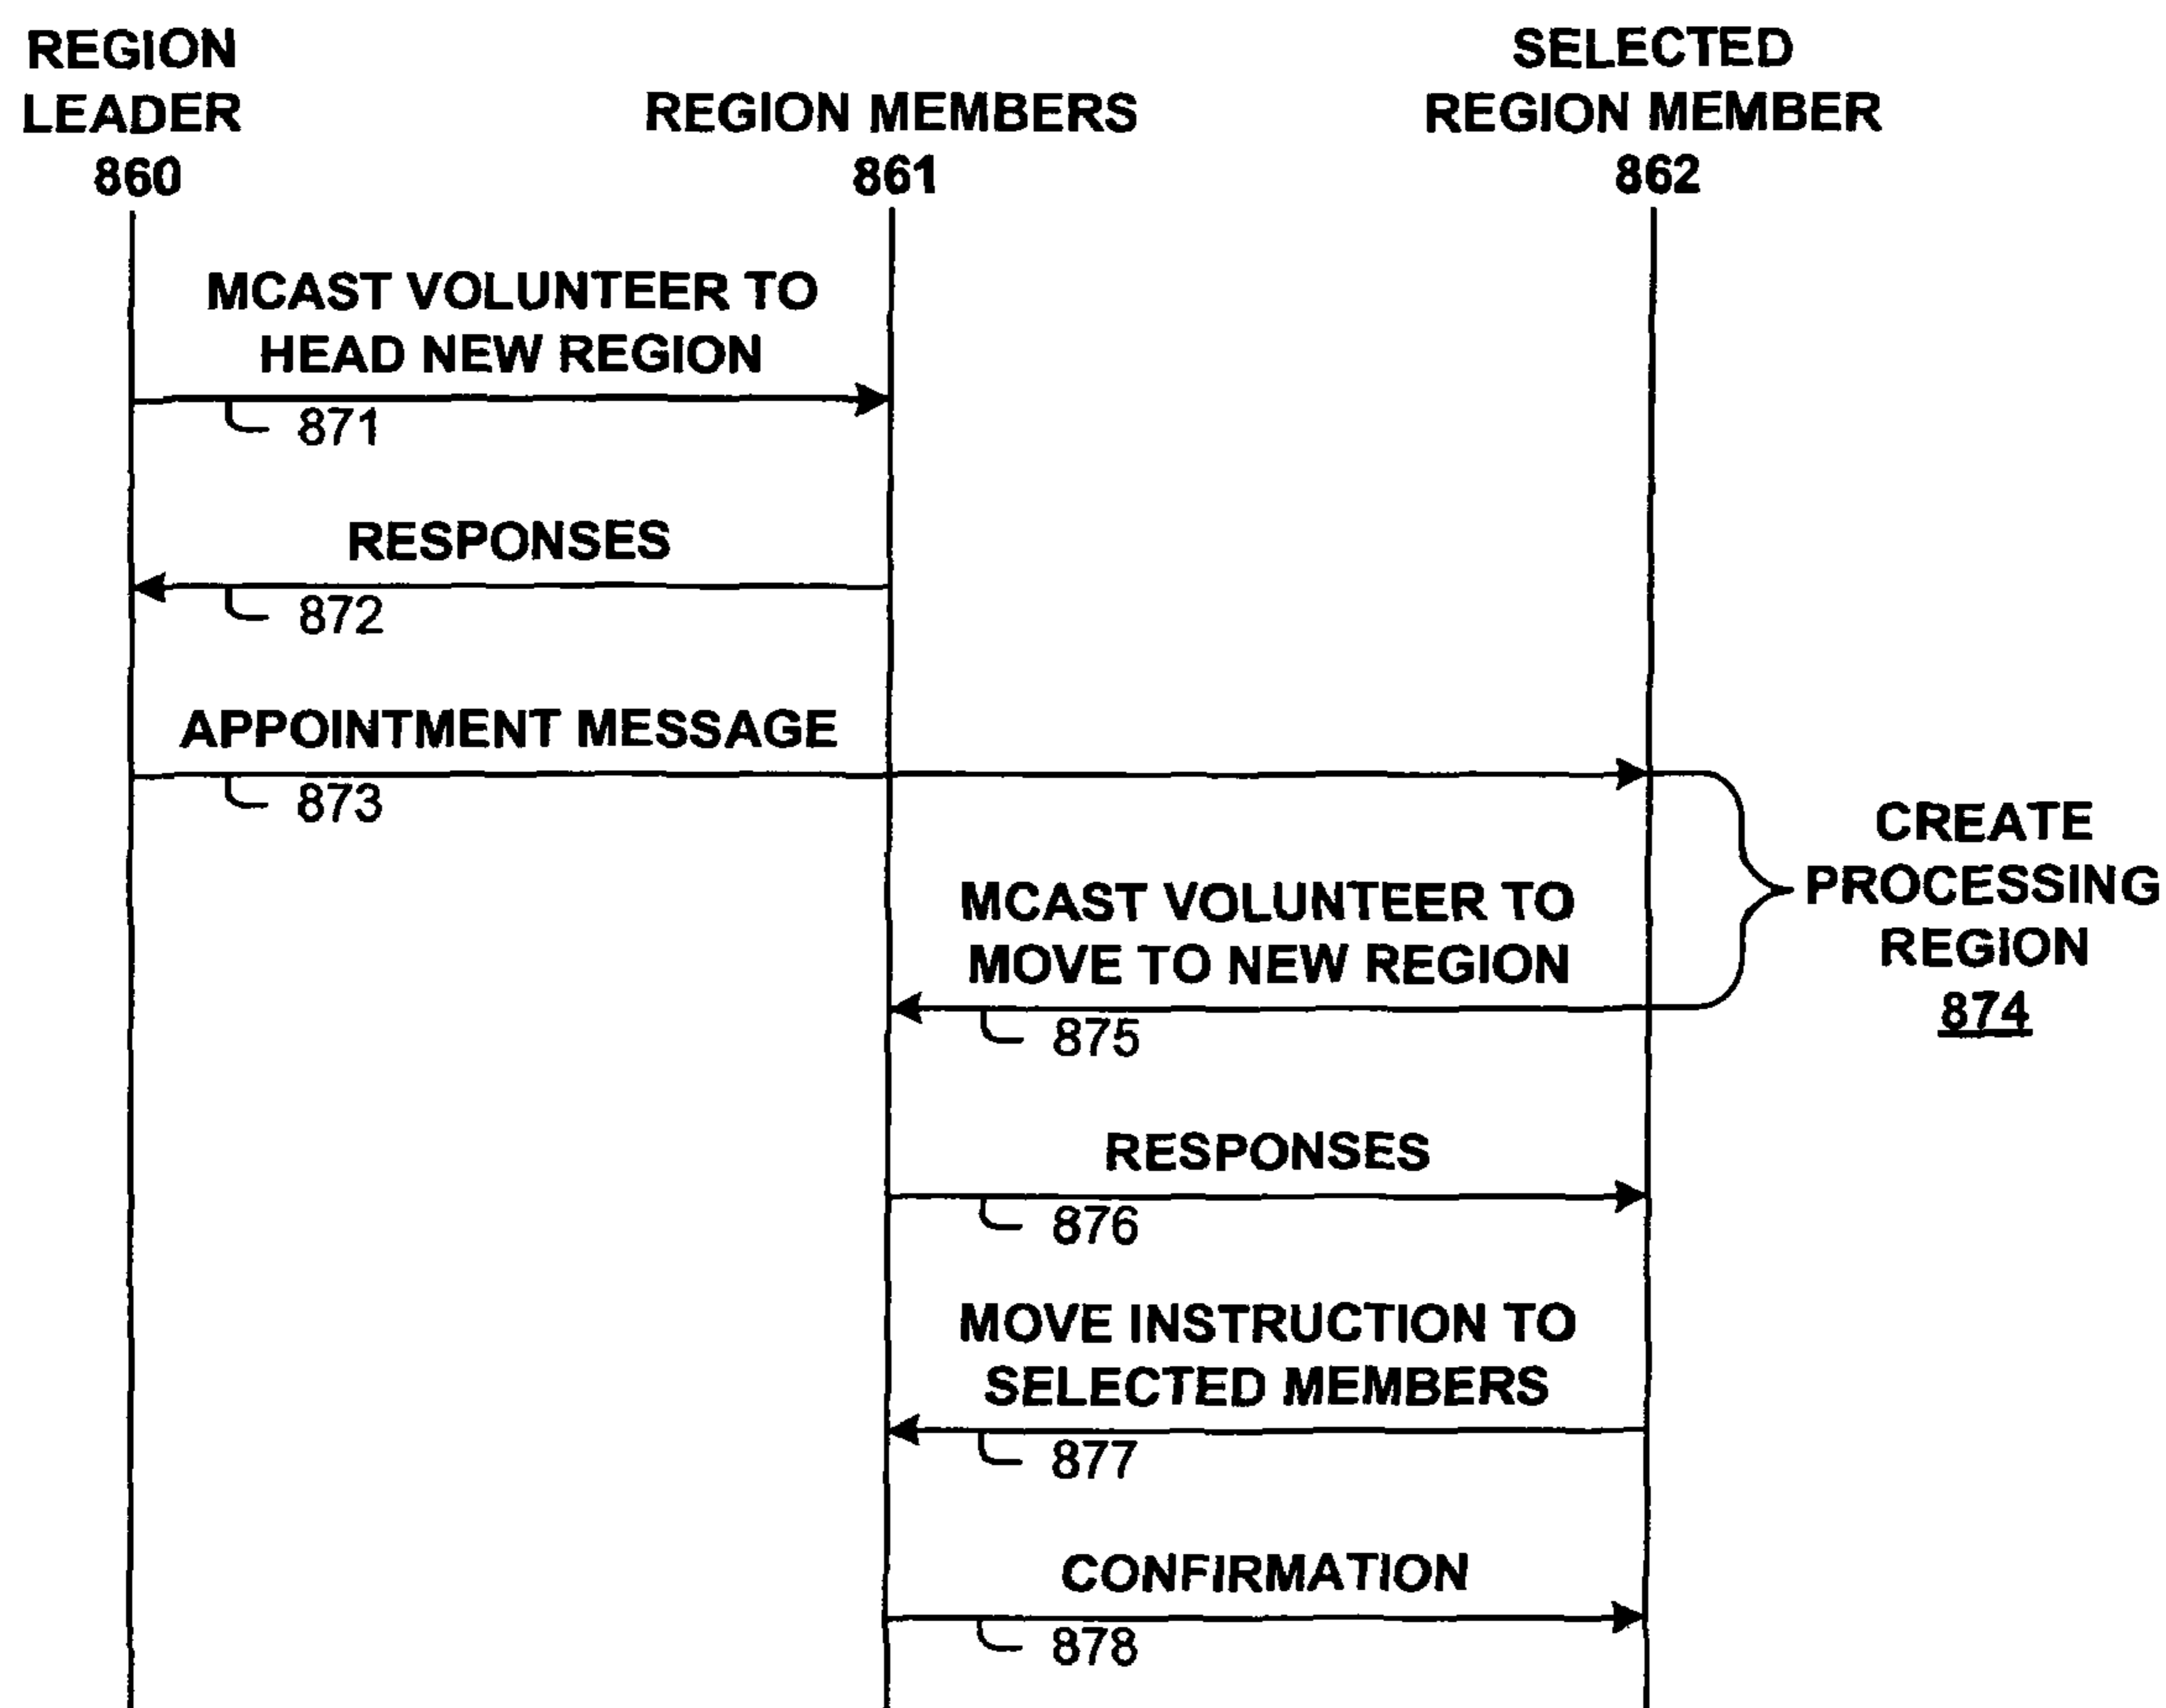 REGION
LEADER
860
REGION MEMBERS
861
SELECTED
REGION MEMBER
862
MCAST VOLUNTEER TO
HEAD NEW REGION
871
RESPONSES
872
APPOINTMENT MESSAGE
873
CREATE
PROCESSING
REGION
874
MCAST VOLUNTEER TO
MOVE TO NEW REGION
875
RESPONSES
876
MOVE INSTRUCTION TO
SELECTED MEMBERS
877
CONFIRMATION
878